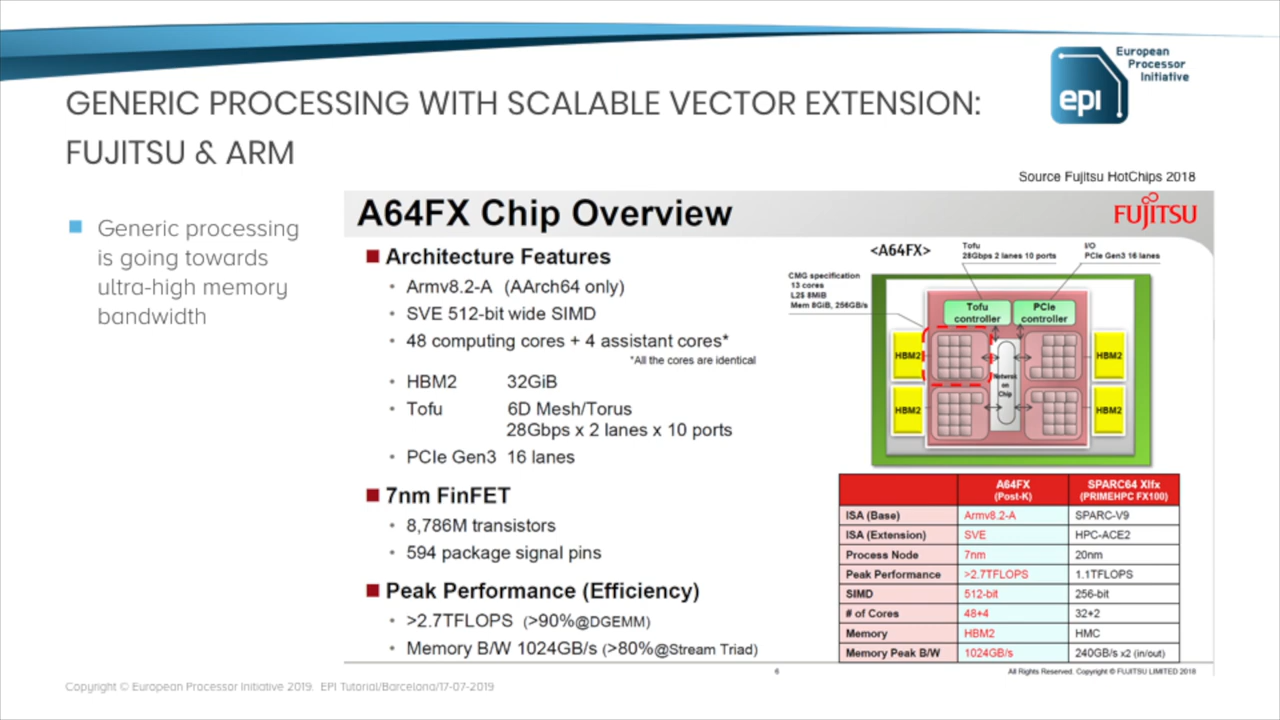 European
Processor
Initiative
epi
GENERIC PROCESSING WITH SCALABLE VECTOR EXTENSION:
FUJITSU & ARM
Source Fujitsu HotChips 2018
Generic processing
is going towards
ultra-high memory
bandwidth
A64FX Chip Overview
FUJITSU
Architecture Features
Armv8.2-A (AArch64 only)
SVE 512-bit wide SIMD
48 computing cores + 4 assistant cores*
*All the cores are identical
HBM2 32GiB
Tofu 6D Mesh/Torus
28Gbps x 2 lanes x 10 ports
PCIe Gen3 16 lanes
7nm FinFET
8,786M transistors
594 package signal pins
Peak Performance (Efficiency)
>2.7TFLOPS (>90%@DGEMM)
Memory B/W 1024GB/s (>80%@Stream Triad)
<A64FX>
Tofu
28Gbps 2 lanes 10 ports
I/O
PCIe Gen3 16 lanes
CMG specification
13 cores
L2$ 8MiB
Mem 8GiB, 256GB/s
Tofu
controller
PCIe
controller
HBM2
HBM2
HBM2
HBM2
Network
on
Chip
A64FX SPARC64 XIfx
(Post-K) (PRIMEHPC FX100)
ISA (Base) Armv8.2-A SPARC-V9
ISA (Extension) SVE HPC-ACE2
Process Node 7nm 20nm
Peak Performance >2.7TFLOPS 1.1TFLOPS
SIMD 512-bit 256-bit
# of Cores 48+4 32+2
Memory HBM2 HMC
Memory Peak B/W 1024GB/s 240GB/s x2 (in/out)
6
All Rights Reserved. Copyright © FUJITSU LIMITED 2018
Copyright © European Processor Initiative 2019. EPI Tutorial/Barcelona/17-07-2019